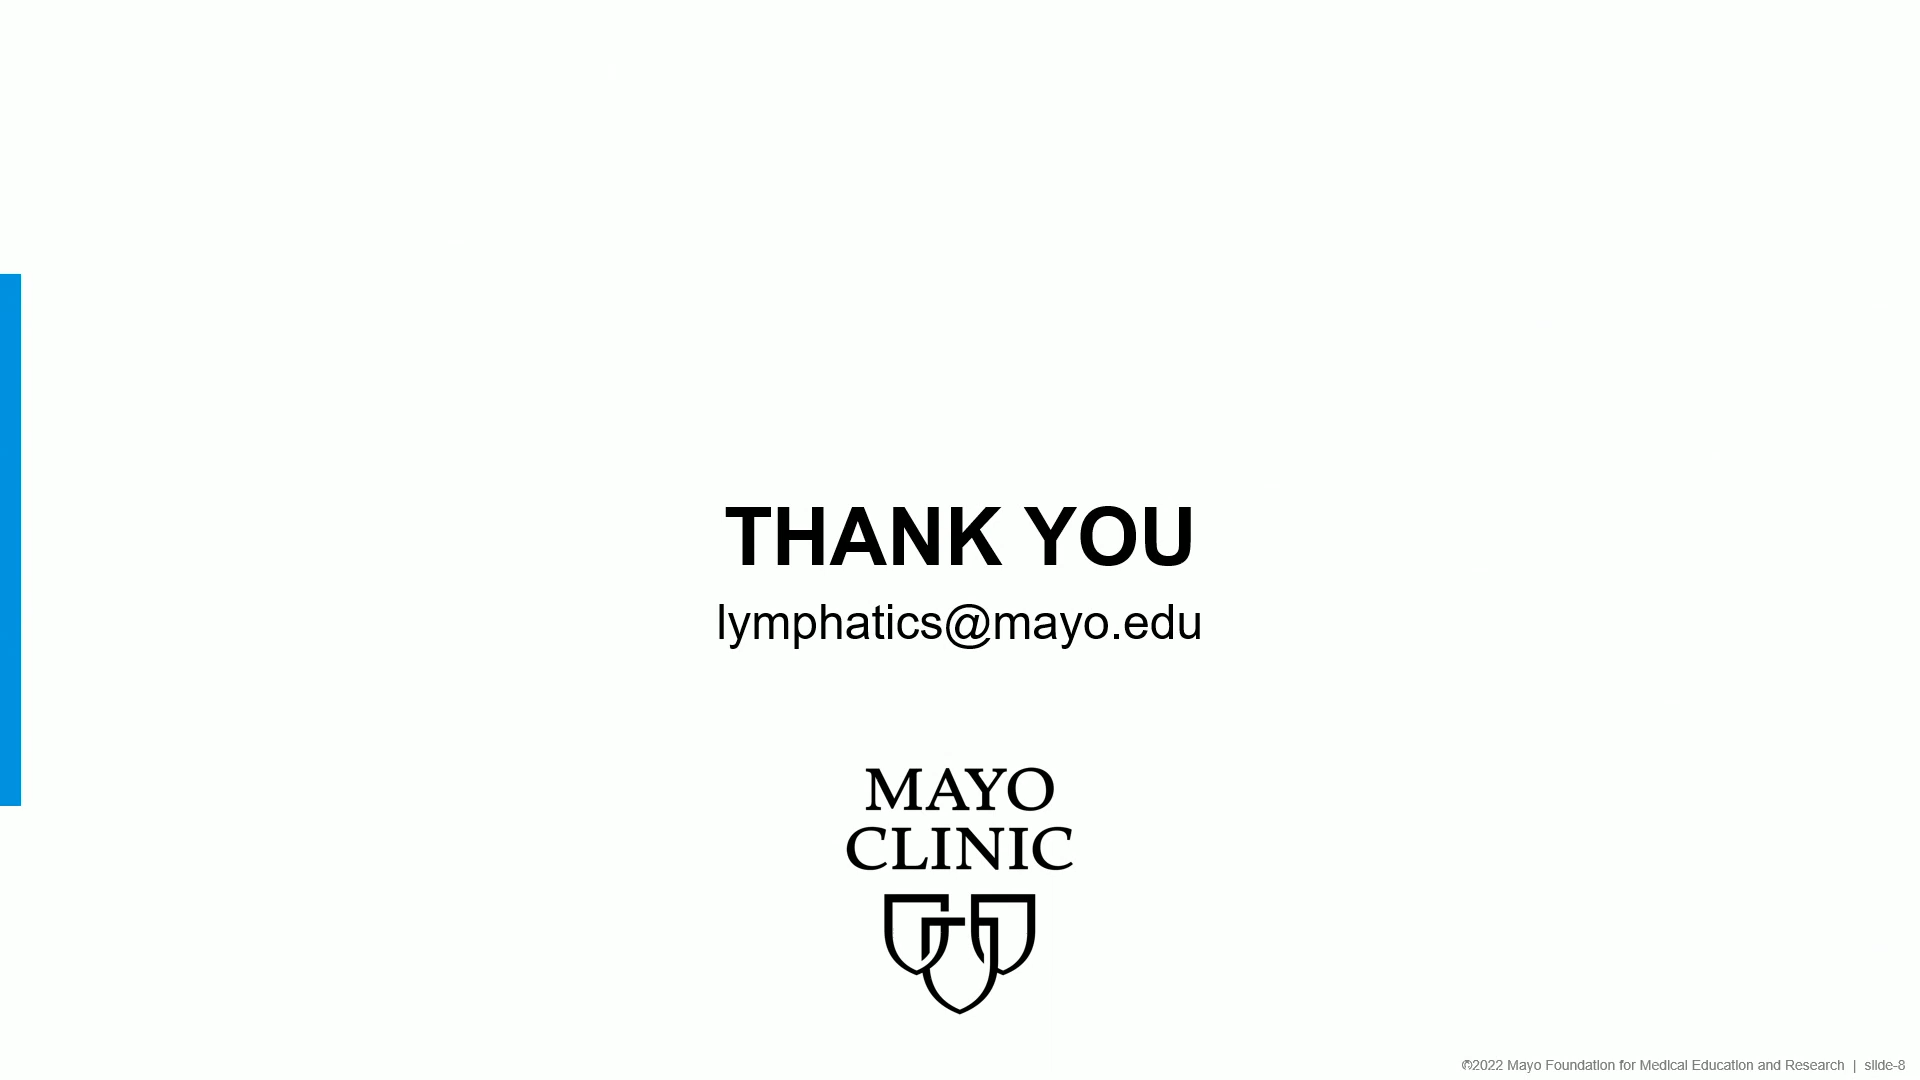 THANK YOU
lymphatics@mayo.edu
MAYO
CLINIC
©2022 Mayo Foundation for Medical Education and Research | slide-8